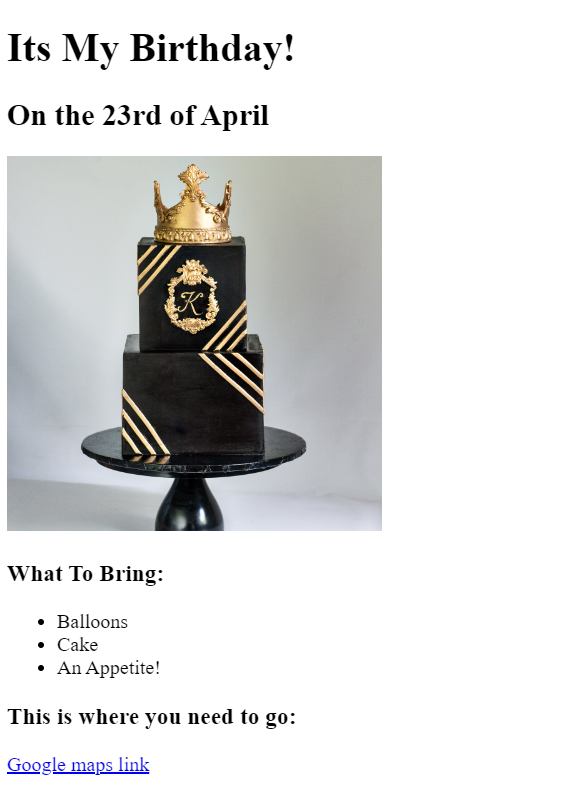 Its My Birthday!
On the 23rd of April
K
What To Bring:
Balloons
Cake
An Appetite!
This is where you need to go:
Google maps link